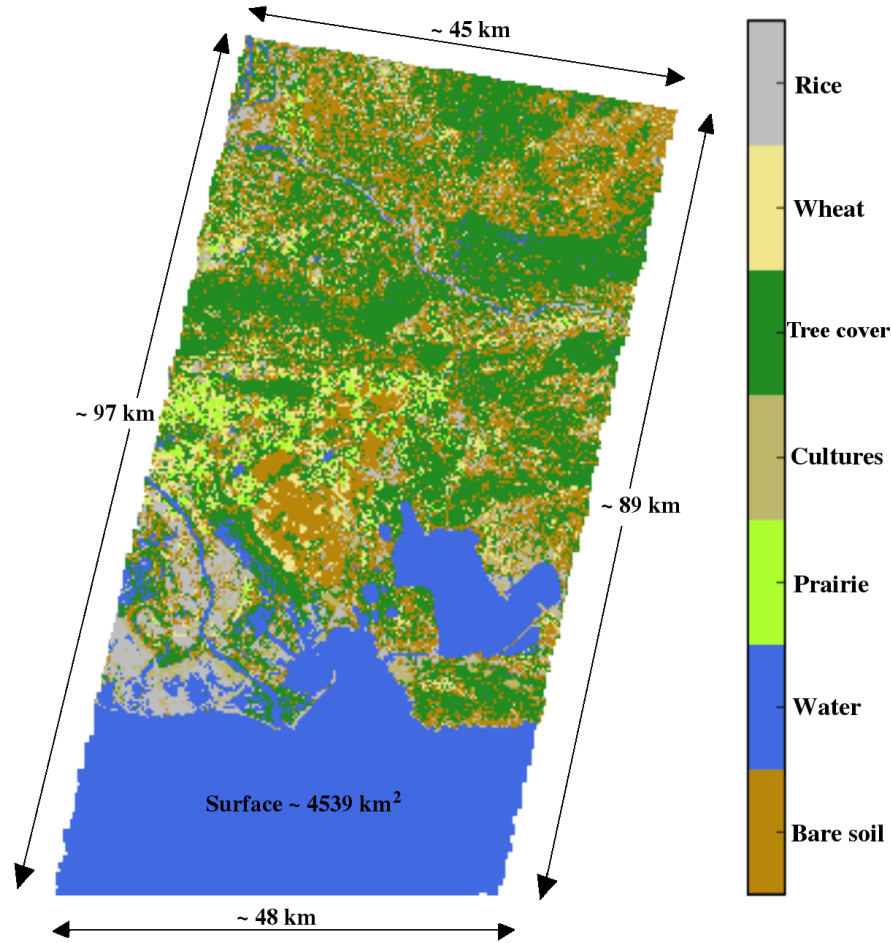 ~ 45 km
Rice
Wheat
Tree cover
~ 97 km
Cultures
~ 89 km
Prairie
Water
Surface ~ 4539 km²
Bare soil
~ 48 km